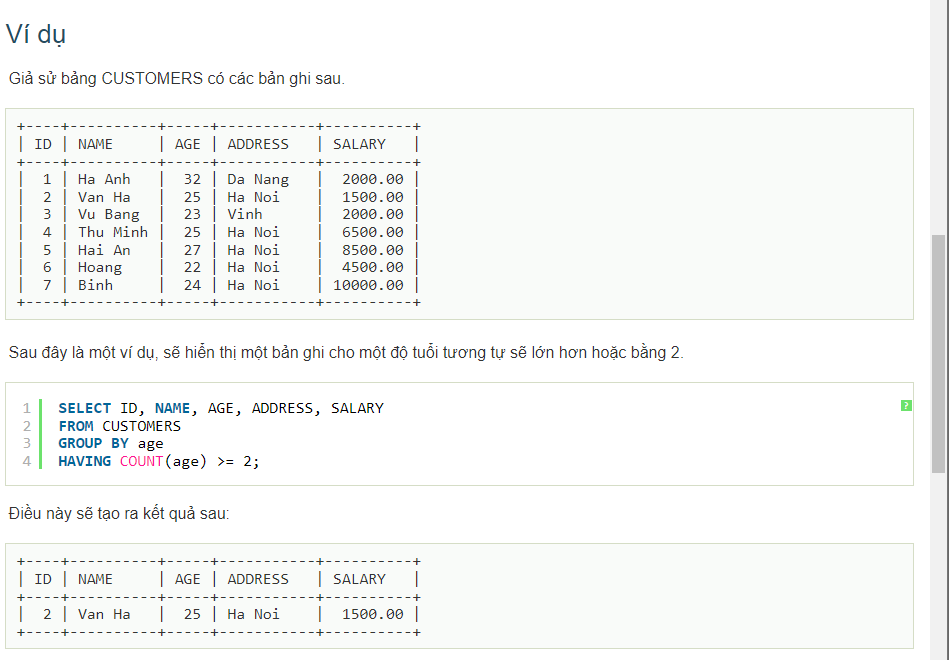 Ví dụ
Giả sử bảng CUSTOMERS có các bản ghi sau.
+----+----------+-----+-----------+----------+
| ID | NAME     | AGE | ADDRESS   | SALARY   |
+----+----------+-----+-----------+----------+
|  1 | Ha Anh   |  32 | Da Nang   |  2000.00 |
|  2 | Van Ha   |  25 | Ha Noi    |  1500.00 |
|  3 | Vu Bang  |  23 | Vinh      |  2000.00 |
|  4 | Thu Minh |  25 | Ha Noi    |  6500.00 |
|  5 | Hai An   |  27 | Ha Noi    |  8500.00 |
|  6 | Hoang    |  22 | Ha Noi    |  4500.00 |
|  7 | Binh     |  24 | Ha Noi    | 10000.00 |
+----+----------+-----+-----------+----------+
Sau đây là một ví dụ, sẽ hiển thị một bản ghi cho một độ tuổi tương tự sẽ lớn hơn hoặc bằng 2.
1 SELECT ID, NAME, AGE, ADDRESS, SALARY ?
2 FROM CUSTOMERS
3 GROUP BY age
4 HAVING COUNT(age) >= 2;
Điều này sẽ tạo ra kết quả sau:
+----+----------+-----+-----------+----------+
| ID | NAME     | AGE | ADDRESS   | SALARY   |
+----+----------+-----+-----------+----------+
|  2 | Van Ha   |  25 | Ha Noi    |  1500.00 |
+----+----------+-----+-----------+----------+